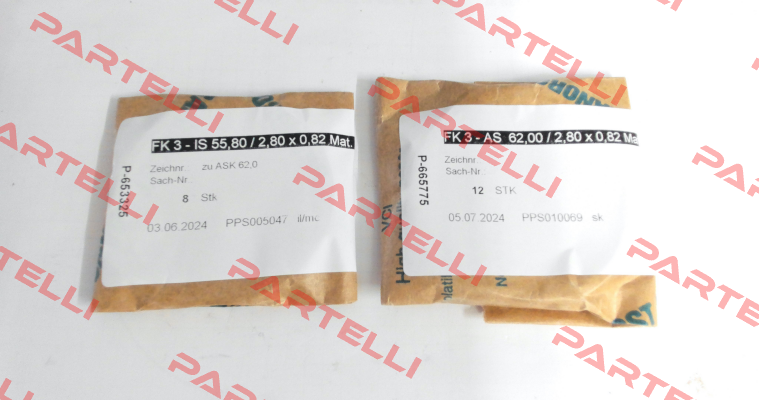 FK 3 - IS 55,80 / 2,80 x 0,82 Mat.
Zeichnr. zu ASK 62,0
Sach-Nr
8 Stk
03.06.2024 PPS005047
P-653325
FK 3 - AS 62,00 / 2,80 x 0,82 Ma
Zeichnr
Sach-Nr
12 STK
05.07.2024 PPS010069 sk
P-665775
VCI
PARTELLI
PARTELLI
PARTELLI
PARTELLI
PARTELLI
PARTELLI
PARTELLI
PARTELLI